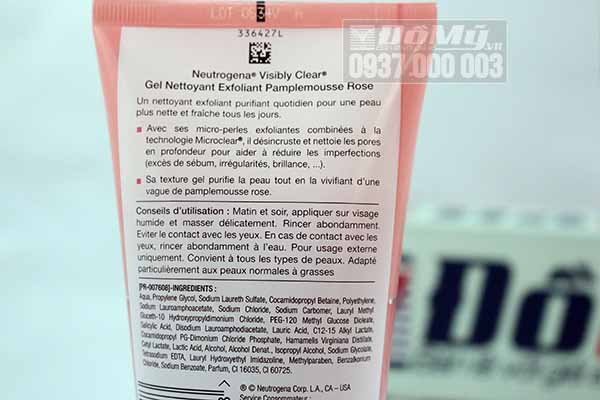 LOT 0834V A
336427L
ĐồMỹ.vn
0937 000 003
Neutrogena® Visibly Clear®
Gel Nettoyant Exfoliant Pamplemousse Rose
Un nettoyant exfoliant purifiant quotidien pour une peau
plus nette et fraîche tous les jours.
Avec ses micro-perles exfoliantes combinées à la
technologie Microclear®, il désincruste et nettoie les pores
en profondeur pour aider à réduire les imperfections
(excès de sébum, irrégularités, brillance, ...).
Sa texture gel purifie la peau tout en la vivifiant d'une
vague de pamplemousse rose.
Conseils d'utilisation : Matin et soir, appliquer sur visage
humide et masser délicatement. Rincer abondamment.
Eviter le contact avec les yeux. En cas de contact avec les
yeux, rincer abondamment à l'eau. Pour usage externe
uniquement. Convient à tous les types de peaux. Adapté
particulièrement aux peaux normales à grasses
[PR-007608]-INGREDIENTS :
Aqua, Propylene Glycol, Sodium Laureth Sulfate, Cocamidopropyl Betaine, Polyethylene,
Sodium Lauroamphoacetate, Sodium Chloride, Sodium Carbomer, Lauryl Methyl
Gluceth-10 Hydroxypropyldimonium Chloride, PEG-120 Methyl Glucose Dioleate,
Salicylic Acid, Disodium Lauroamphodiacetate, Lauric Acid, C12-15 Alkyl Lactate,
Cocamidopropyl PG-Dimonium Chloride Phosphate, Hamamelis Virginiana Distillate,
Cetyl Lactate, Lactic Acid, Alcohol, Alcohol Denat., Isopropyl Alcohol, Sodium Glycolate,
Tetrasodium EDTA, Lauryl Hydroxyethyl Imidazoline, Methylparaben, Benzalkonium
Chloride, Sodium Benzoate, Parfum, CI 16035, CI 60725.
® © Neutrogena Corp. L.A., CA – USA
Service Consommateur :